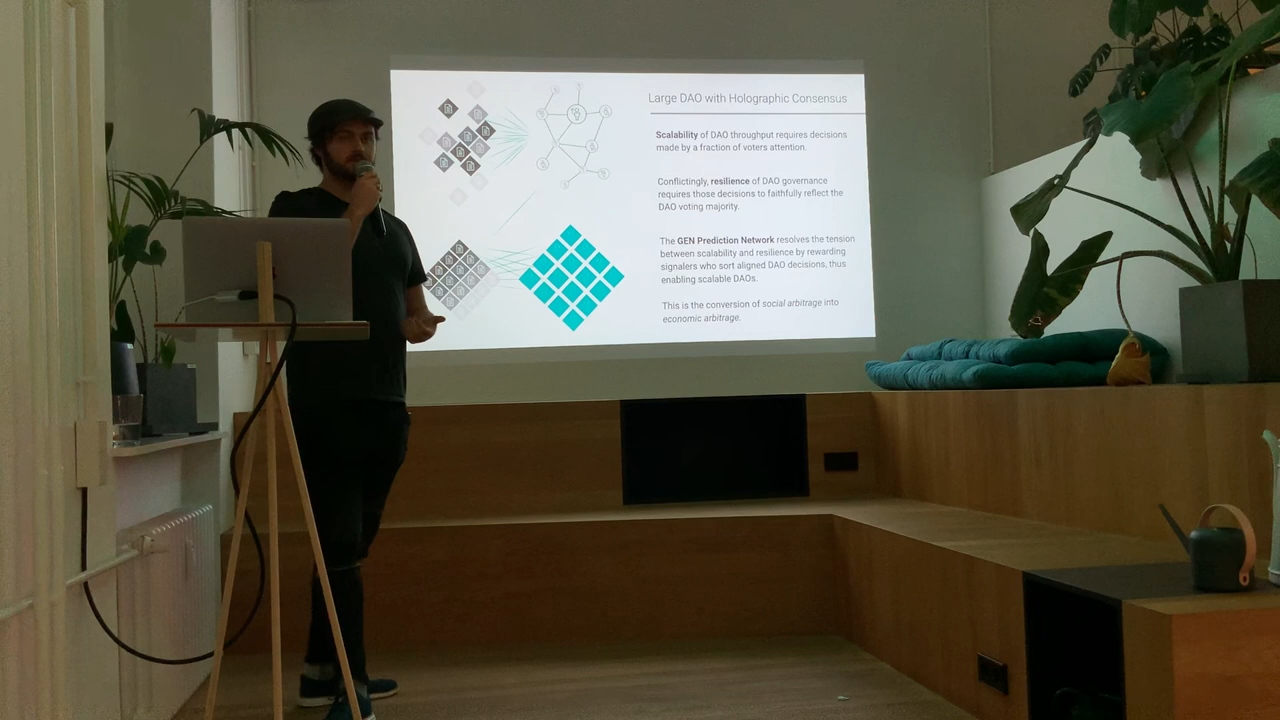 Large DAO with Holographic Consensus
Scalability of DAO throughput requires decisions
made by a fraction of voters attention.
Conflictingly, resilience of DAO governance
requires those decisions to faithfully reflect the
DAO voting majority.
The GEN Prediction Network resolves the tension
between scalability and resilience by rewarding
signalers who sort aligned DAO decisions, thus
enabling scalable DAOs.
This is the conversion of social arbitrage into
economic arbitrage.